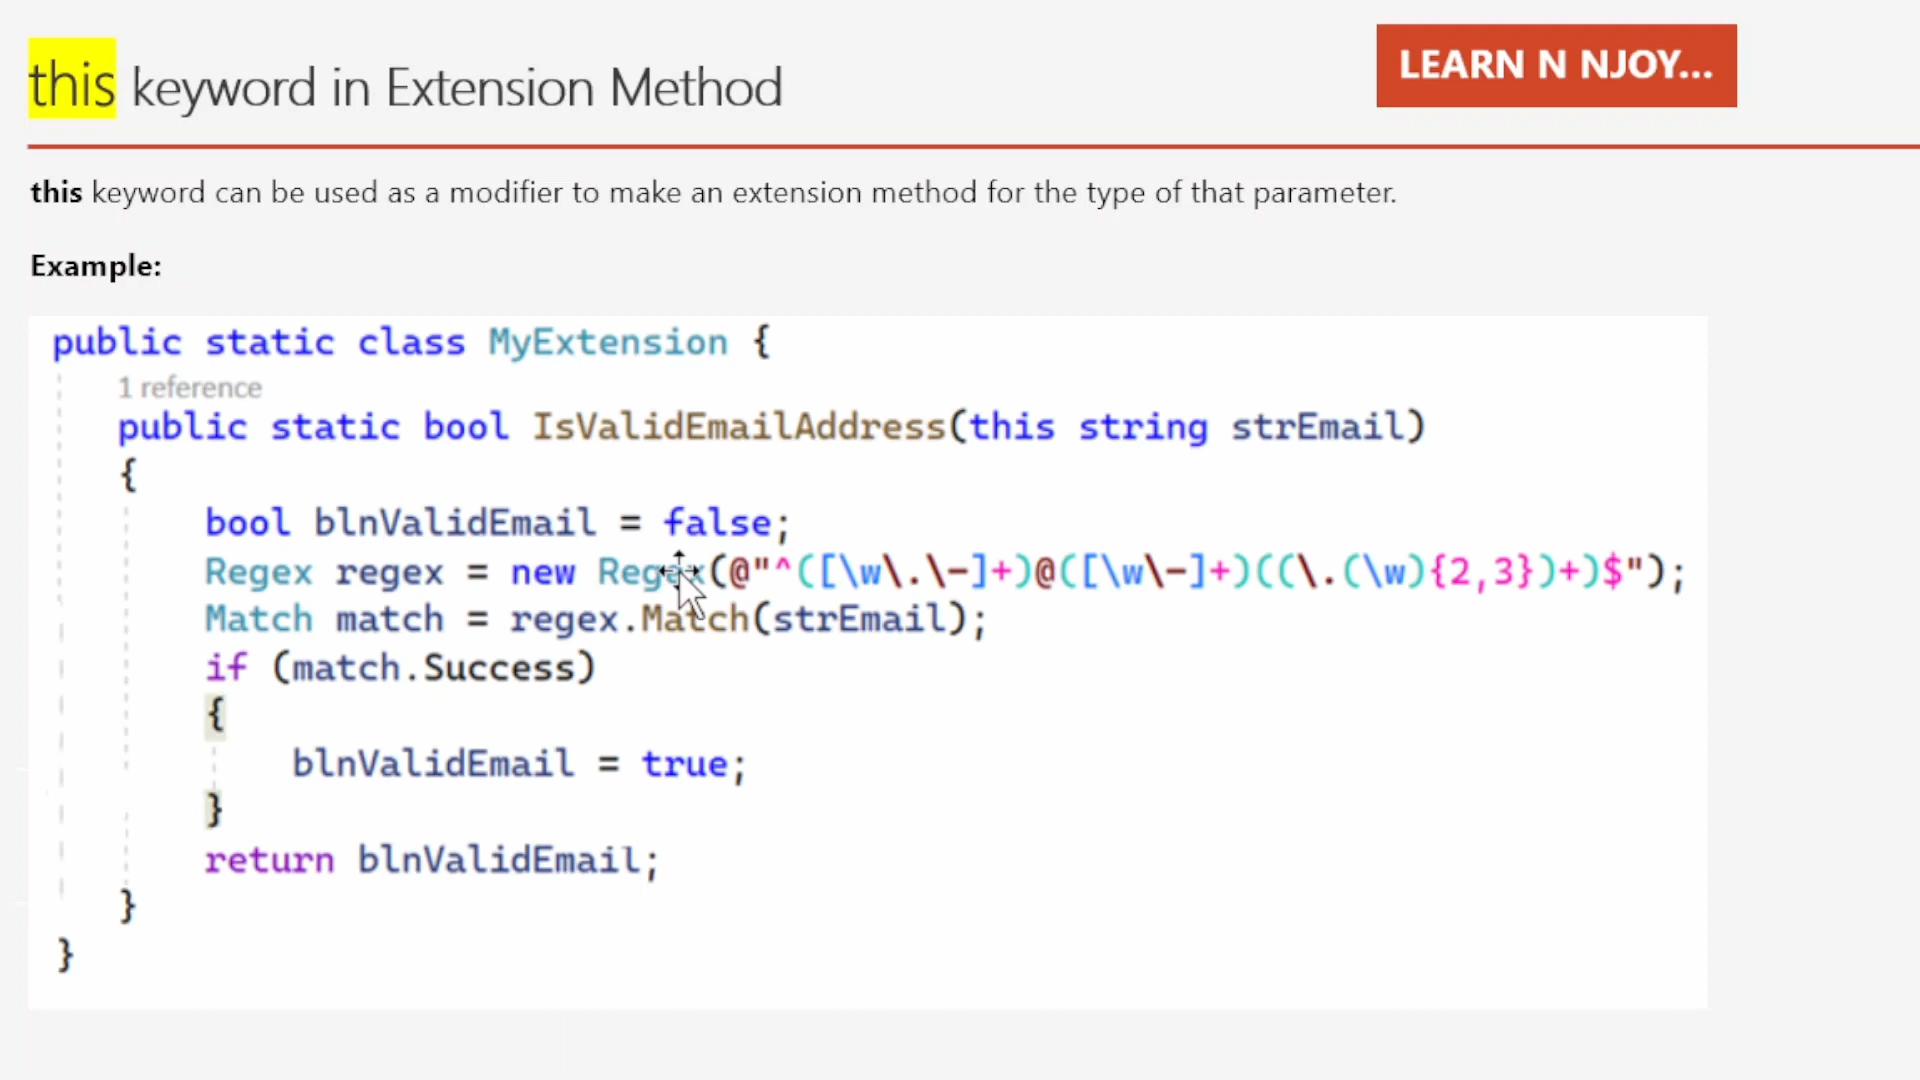 this keyword in Extension Method
LEARN N NJOY...
this keyword can be used as a modifier to make an extension method for the type of that parameter.
Example:
public static class MyExtension {
1 reference
public static bool IsValidEmailAddress(this string strEmail)
{
bool blnValidEmail = false;
Regex regex = new Regex(@"^([\w\.\-]+)@([\w\-]+)((\.(\w){2,3})+)$");
Match match = regex.Match(strEmail);
if (match.Success)
{
blnValidEmail = true;
}
return blnValidEmail;
}
}